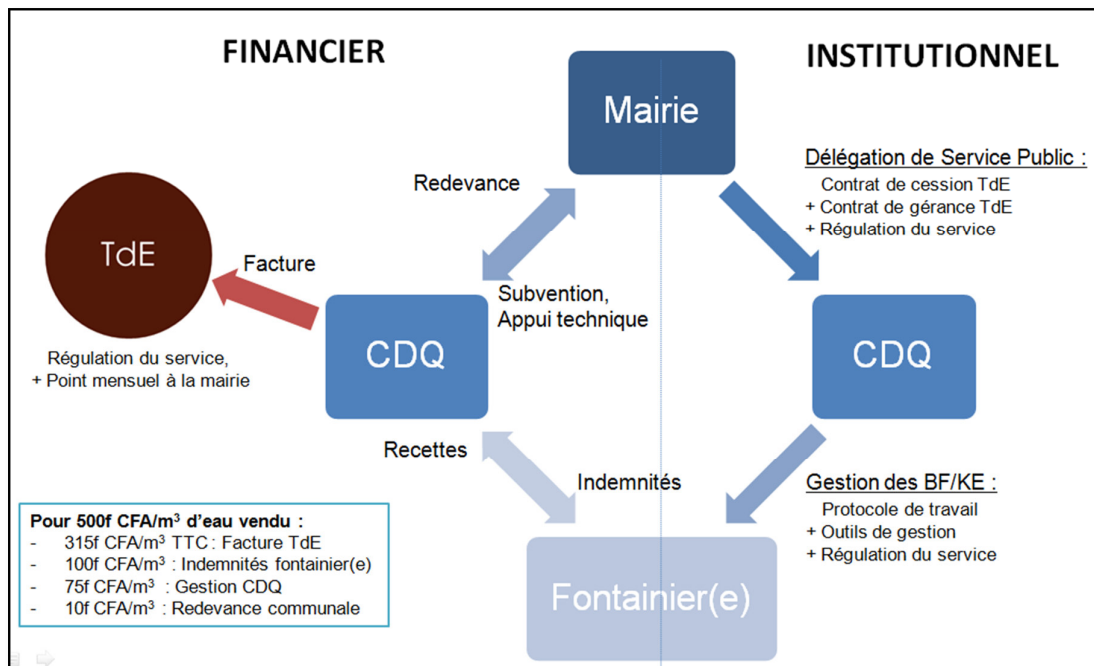 FINANCIER
INSTITUTIONNEL
Mairie
Délégation de Service Public :
Contrat de cession TdE
+ Contrat de gérance TdE
+ Régulation du service
Redevance
TdE
Facture
Subvention,
Appui technique
CDQ
CDQ
Régulation du service,
+ Point mensuel à la mairie
Recettes
Indemnités
Gestion des BF/KE :
Protocole de travail
+ Outils de gestion
+ Régulation du service
Pour 500f CFA/m³ d'eau vendu :
- 315f CFA/m³ TTC : Facture TdE
- 100f CFA/m³ : Indemnités fontainier(e)
- 75f CFA/m³ : Gestion CDQ
- 10f CFA/m³ : Redevance communale
Fontainier(e)